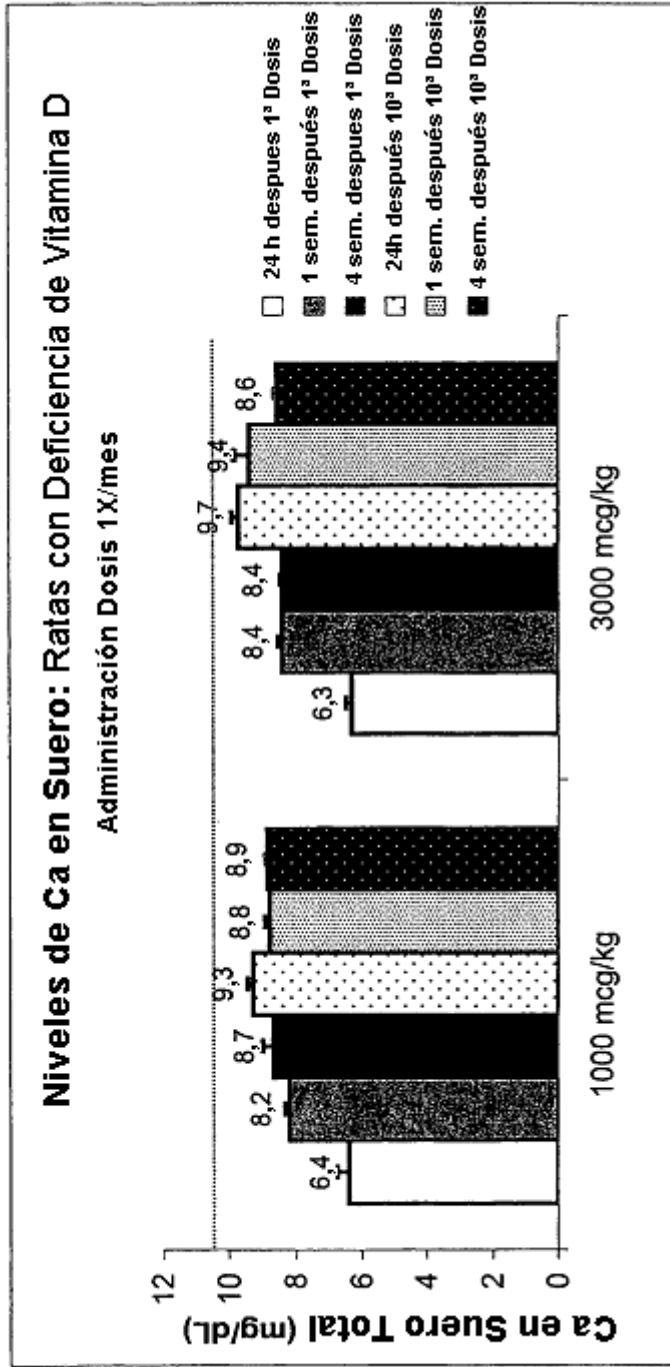 Niveles de Ca en Suero: Ratas con Deficiencia de Vitamina D
Administración Dosis 1X/mes
Ca en Suero Total (mg/dL)
12
10
8
6
4
2
0
6,4
8,2
8,7
9,3
8,8
8,9
6,3
8,4
8,4
9,7
9,4
8,6
1000 mcg/kg
3000 mcg/kg
24 h despues 1ª Dosis
1 sem. después 1ª Dosis
4 sem. después 1ª Dosis
24h después 10ª Dosis
1 sem. después 10ª Dosis
4 sem. después 10ª Dosis